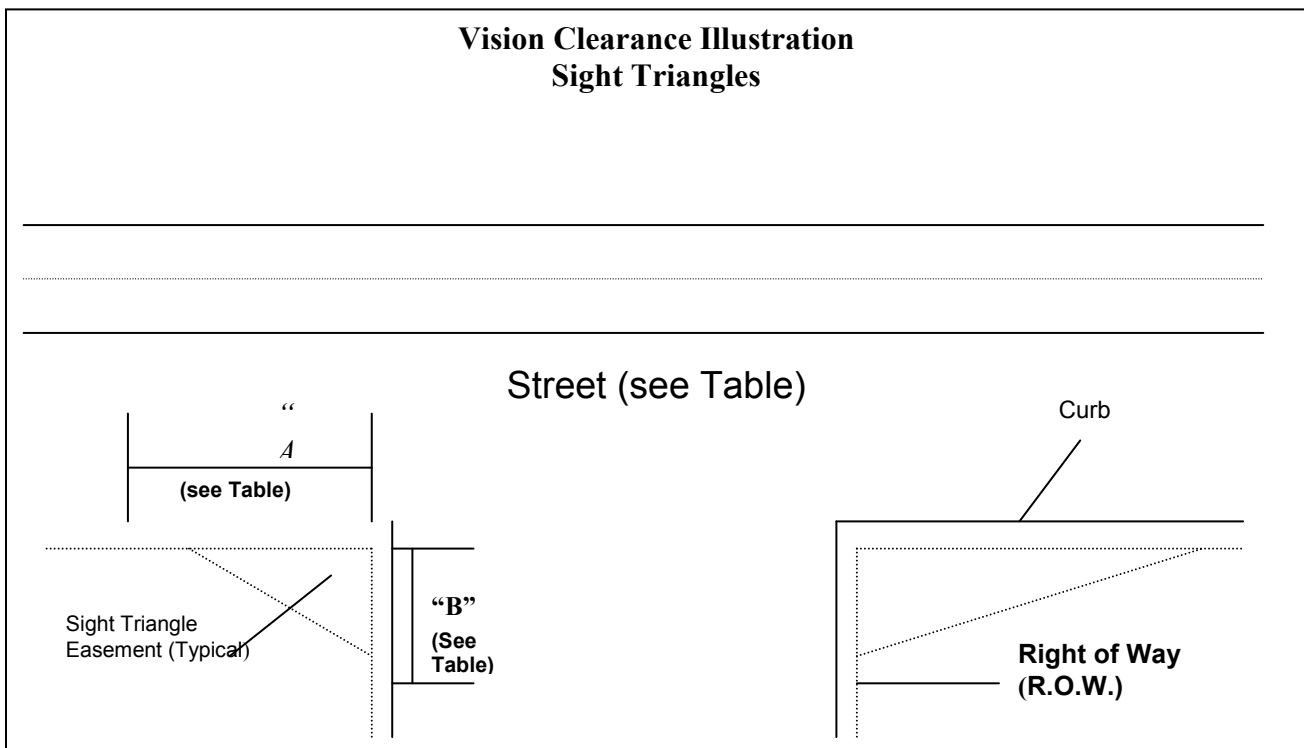 Vision Clearance Illustration
Sight Triangles
Street (see Table)
“
A
(see Table)
Curb
Sight Triangle
Easement (Typical)
“B”
(See
Table)
Right of Way
(R.O.W.)